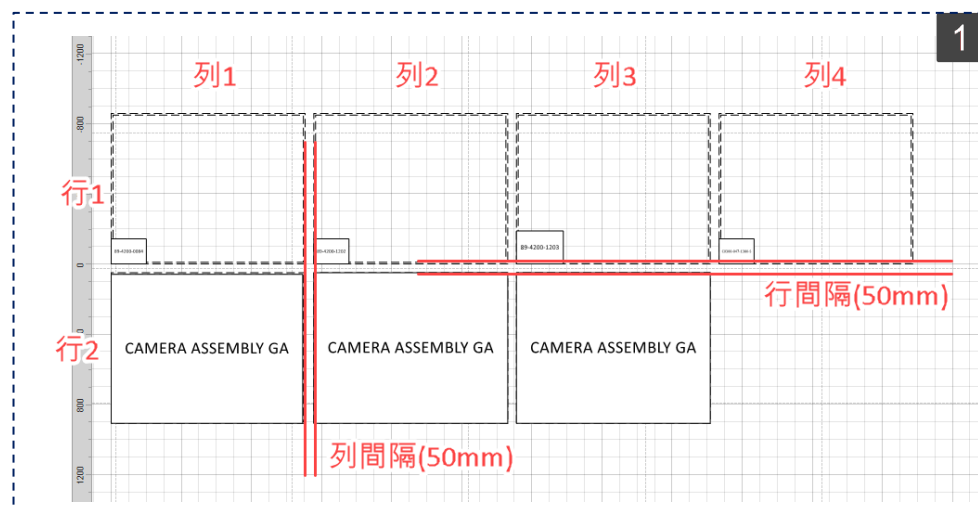 1
列1
列2
列3
列4
-1200
-800
行1
89-4200-1203
0
行間隔(50mm)
行2
CAMERA ASSEMBLY GA
CAMERA ASSEMBLY GA
CAMERA ASSEMBLY GA
800
列間隔(50mm)
1200